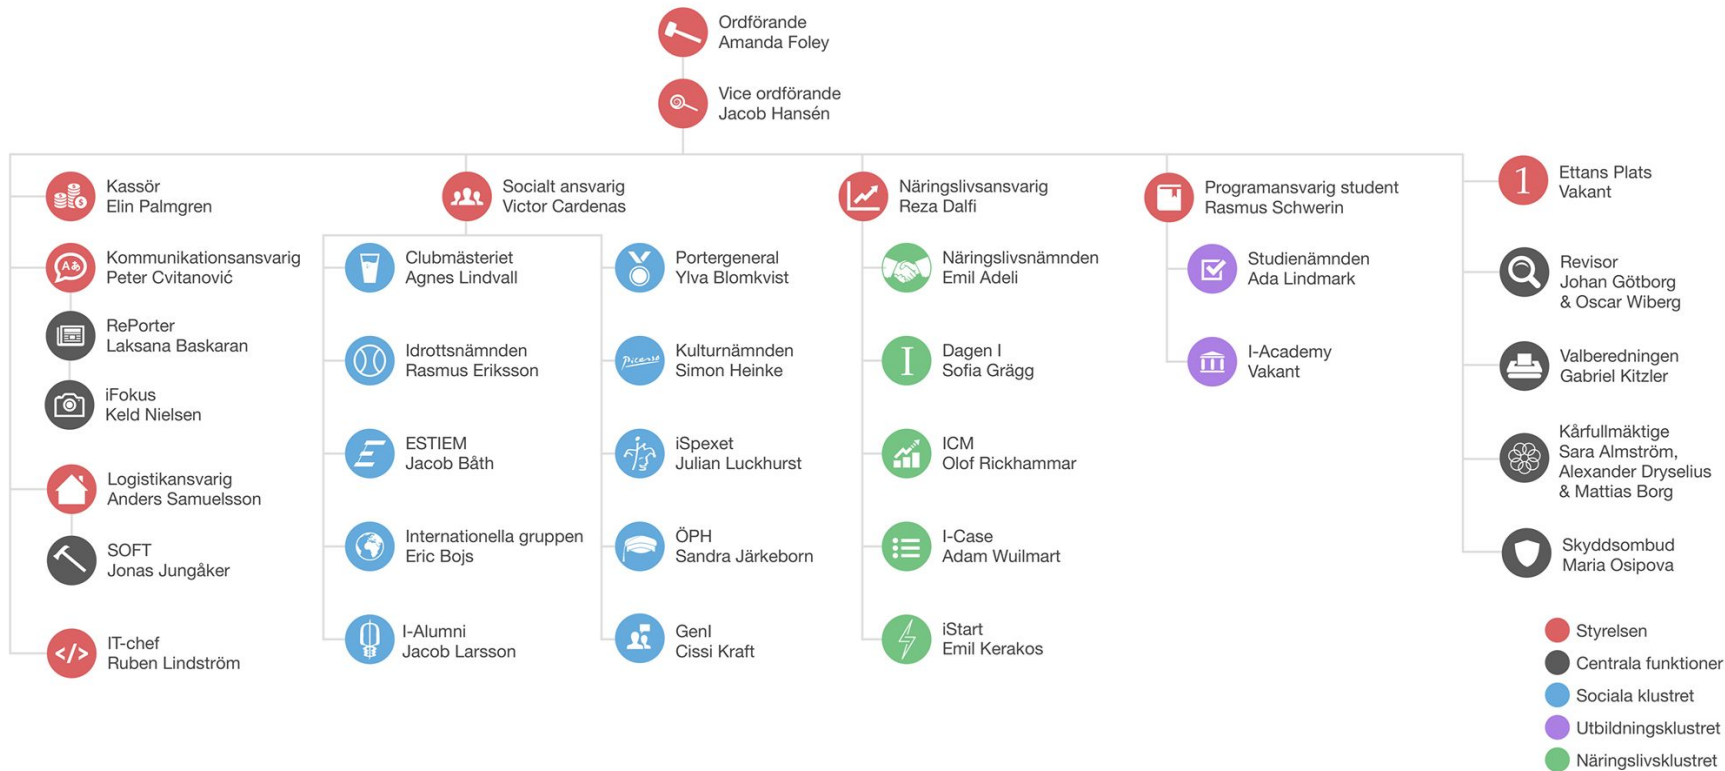 Ordförande
Amanda Foley
Vice ordförande
Jacob Hansén
Kassör
Elin Palmgren
Kommunikationsansvarig
Peter Cvitanović
RePorter
Laksana Baskaran
iFokus
Keld Nielsen
Logistikansvarig
Anders Samuelsson
SOFT
Jonas Jungåker
</>
IT-chef
Ruben Lindström
Socialt ansvarig
Victor Cardenas
Clubmästeriet
Agnes Lindvall
Idrottsnämnden
Rasmus Eriksson
ESTIEM
Jacob Båth
Internationella gruppen
Eric Bojs
I-Alumni
Jacob Larsson
Portergeneral
Ylva Blomkvist
Picasso
Kulturnämnden
Simon Heinke
iSpexet
Julian Luckhurst
ÖPH
Sandra Järkeborn
GenI
Cissi Kraft
Näringslivsansvarig
Reza Dalfi
Näringslivsnämnden
Emil Adeli
I
Dagen I
Sofia Grägg
ICM
Olof Rickhammar
I-Case
Adam Wuilmart
iStart
Emil Kerakos
Programansvarig student
Rasmus Schwerin
Studienämnden
Ada Lindmark
I-Academy
Vakant
1
Ettans Plats
Vakant
Revisor
Johan Götborg
& Oscar Wiberg
Valberedningen
Gabriel Kitzler
Kårfullmäktige
Sara Almström,
Alexander Dryselius
& Mattias Borg
Skyddsombud
Maria Osipova
Styrelsen
Centrala funktioner
Sociala klustret
Utbildningsklustret
Näringslivsklustret